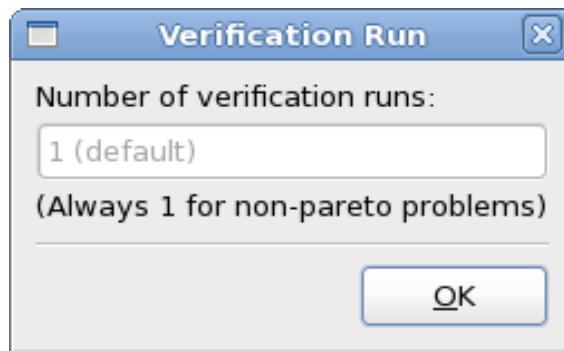 Verification Run
Number of verification runs:
1 (default)
(Always 1 for non-pareto problems)
OK